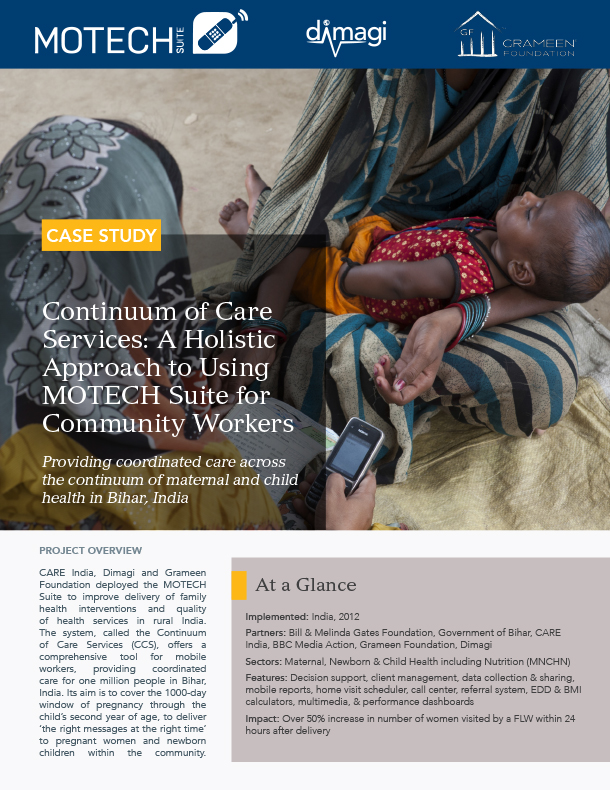 MOTECH SUITE
dimagi
GF
GRAMEEN
FOUNDATION
CASE STUDY
Continuum of Care
Services: A Holistic
Approach to Using
MOTECH Suite for
Community Workers
Providing coordinated care across
the continuum of maternal and child
health in Bihar, India
PROJECT OVERVIEW
CARE India, Dimagi and Grameen
Foundation deployed the MOTECH
Suite to improve delivery of family
health interventions and quality
of health services in rural India.
The system, called the Continuum
of Care Services (CCS), offers a
comprehensive tool for mobile
workers, providing coordinated
care for one million people in Bihar,
India. Its aim is to cover the 1000-day
window of pregnancy through the
child's second year of age, to deliver
'the right messages at the right time'
to pregnant women and newborn
children within the community.
At a Glance
Implemented: India, 2012
Partners: Bill & Melinda Gates Foundation, Government of Bihar, CARE
India, BBC Media Action, Grameen Foundation, Dimagi
Sectors: Maternal, Newborn & Child Health including Nutrition (MNCHN)
Features: Decision support, client management, data collection & sharing,
mobile reports, home visit scheduler, call center, referral system, EDD & BMI
calculators, multimedia, & performance dashboards
Impact: Over 50% increase in number of women visited by a FLW within 24
hours after delivery